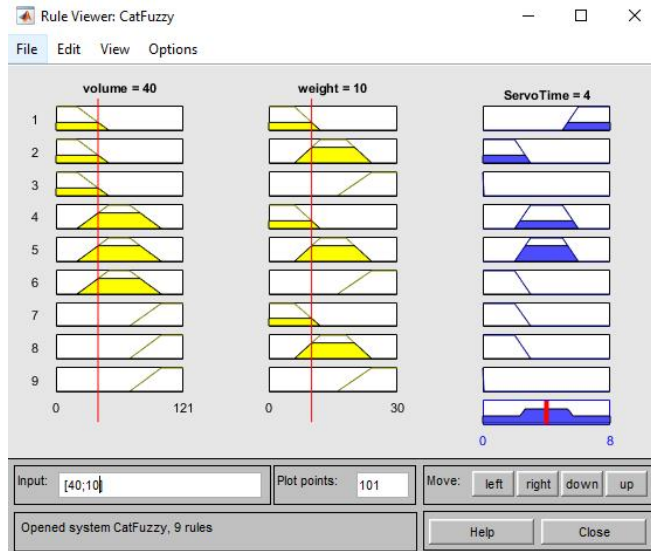 Rule Viewer: CatFuzzy
File Edit View Options
volume = 40 weight = 10 ServoTime = 4
1
2
3
4
5
6
7
8
9
0 121 0 30
0 8
Input: [40;10] Plot points: 101 Move: left right down up
Opened system CatFuzzy, 9 rules Help Close